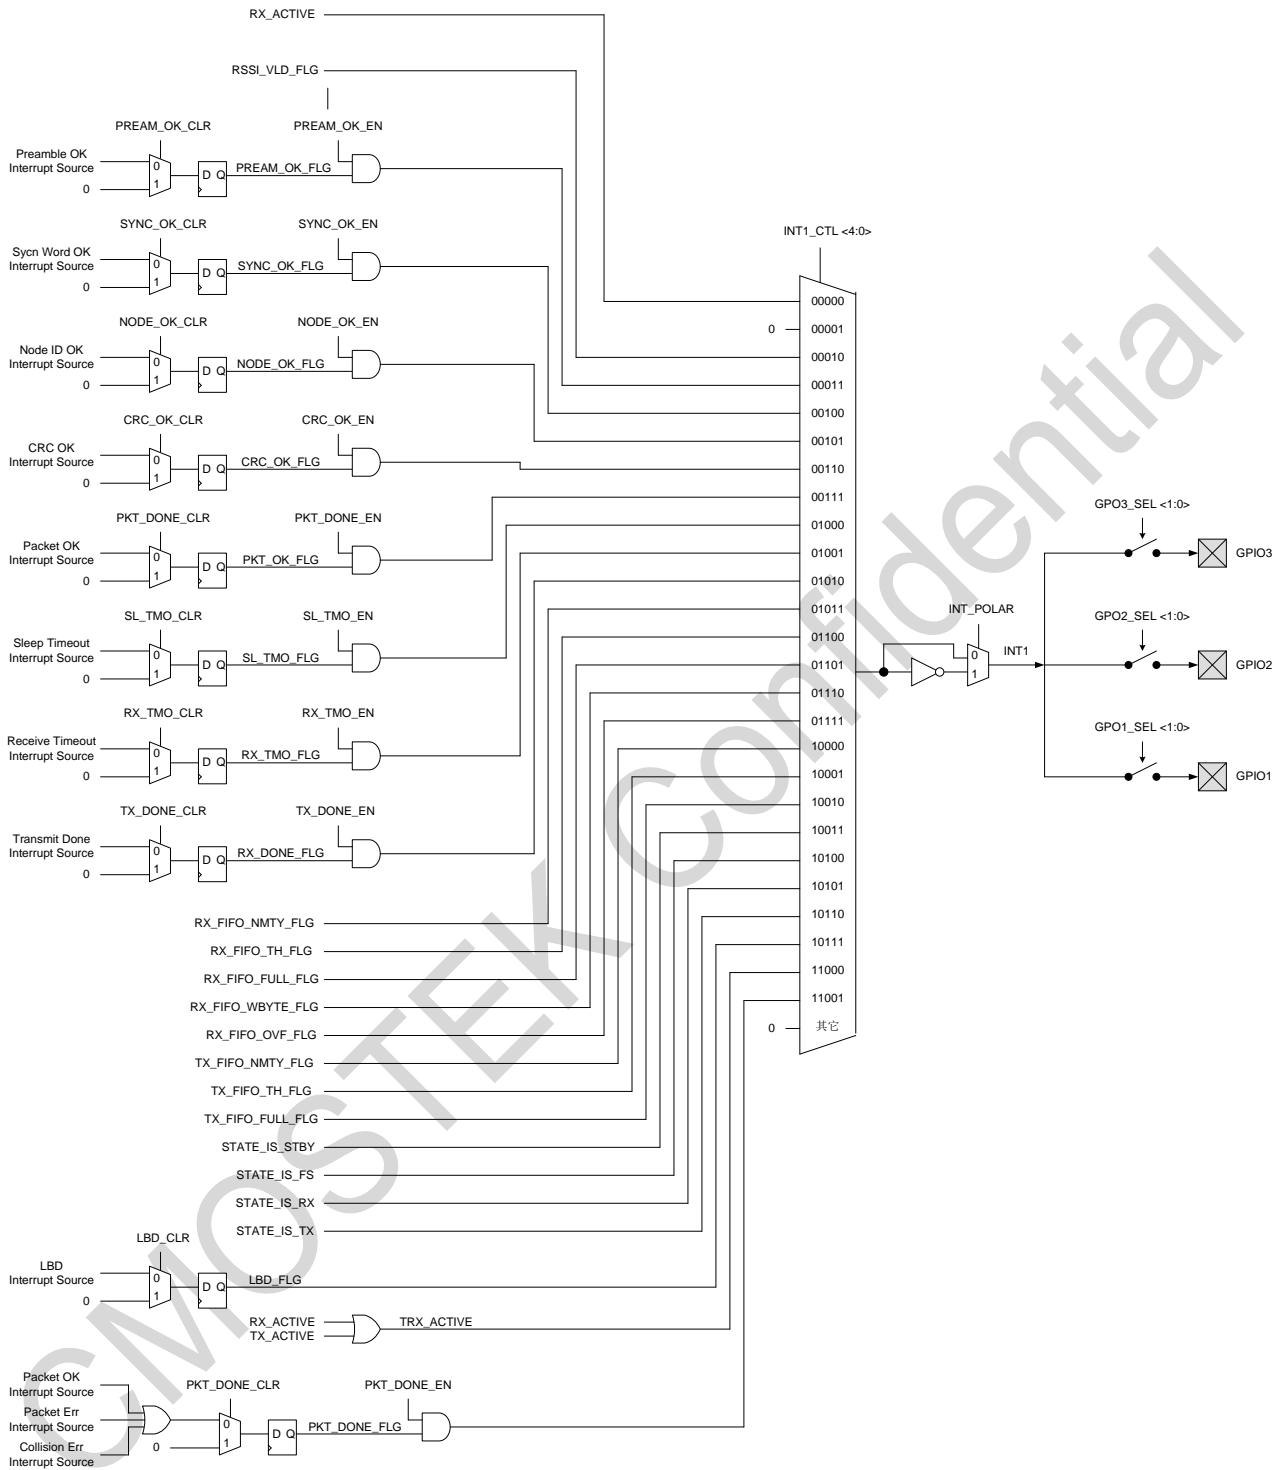 RX_ACTIVE
RSSI_VLD_FLG
PREAM_OK_CLR
PREAM_OK_EN
Preamble OK
Interrupt Source
0
0
1
D Q
PREAM_OK_FLG
SYNC_OK_CLR
SYNC_OK_EN
Sycn Word OK
Interrupt Source
0
0
1
D Q
SYNC_OK_FLG
NODE_OK_CLR
NODE_OK_EN
Node ID OK
Interrupt Source
0
0
1
D Q
NODE_OK_FLG
CRC_OK_CLR
CRC_OK_EN
CRC OK
Interrupt Source
0
0
1
D Q
CRC_OK_FLG
PKT_DONE_CLR
PKT_DONE_EN
Packet OK
Interrupt Source
0
0
1
D Q
PKT_OK_FLG
SL_TMO_CLR
SL_TMO_EN
Sleep Timeout
Interrupt Source
0
0
1
D Q
SL_TMO_FLG
RX_TMO_CLR
RX_TMO_EN
Receive Timeout
Interrupt Source
0
0
1
D Q
RX_TMO_FLG
TX_DONE_CLR
TX_DONE_EN
Transmit Done
Interrupt Source
0
0
1
D Q
RX_DONE_FLG
RX_FIFO_NMTY_FLG
RX_FIFO_TH_FLG
RX_FIFO_FULL_FLG
RX_FIFO_WBYTE_FLG
RX_FIFO_OVF_FLG
TX_FIFO_NMTY_FLG
TX_FIFO_TH_FLG
TX_FIFO_FULL_FLG
STATE_IS_STBY
STATE_IS_FS
STATE_IS_RX
STATE_IS_TX
LBD_CLR
LBD
Interrupt Source
0
0
1
D Q
LBD_FLG
RX_ACTIVE
TX_ACTIVE
TRX_ACTIVE
PKT_DONE_CLR
PKT_DONE_EN
Packet OK
Interrupt Source
Packet Err
Interrupt Source
Collision Err
Interrupt Source
0
0
1
D Q
PKT_DONE_FLG
INT1_CTL <4:0>
00000
0
00001
00010
00011
00100
00101
00110
00111
01000
01001
01010
01011
01100
01101
01110
01111
10000
10001
10010
10011
10100
10101
10110
10111
11000
11001
0
其它
INT_POLAR
0
1
INT1
GPO3_SEL <1:0>
GPIO3
GPO2_SEL <1:0>
GPIO2
GPO1_SEL <1:0>
GPIO1
CMOSTEK Confidential